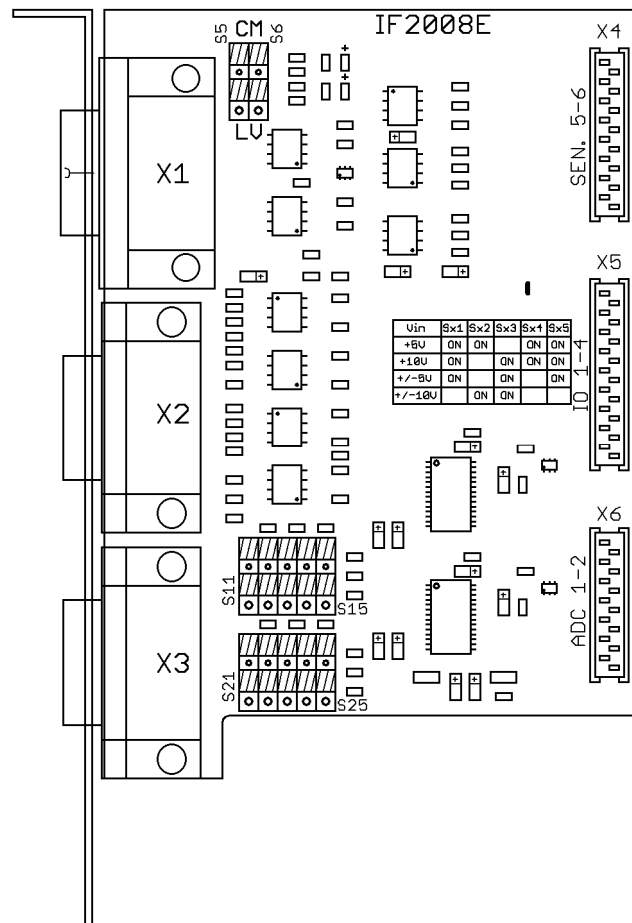 IF2008E
S5
CM
S6
LV
X4
SEN. 5-6
X1
X5
IO 1-4
Vin Sx1 Sx2 Sx3 Sx4 Sx5
+5V ON ON ON ON
+10V ON ON ON ON
+/-5V ON ON ON
+/-10V ON ON
X2
X6
ADC 1-2
S11
S15
X3
S21
S25